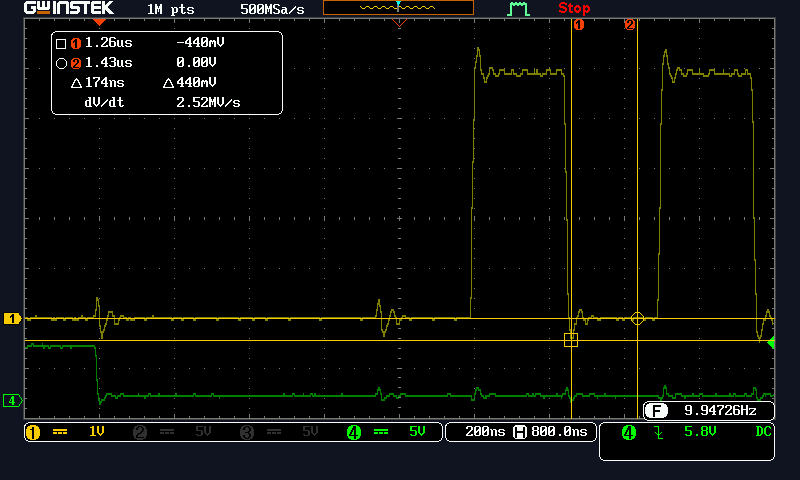 GWINSTEK 1M pts 500MSa/s Stop
1 2
1 1.26us -440mV
2 1.43us 0.00V
△174ns △440mV
dV/dt 2.52MV/s
1
4
F 9.94726Hz
1 1V 2 5V 3 5V 4 5V 200ns H 800.0ns 4 5.8V DC